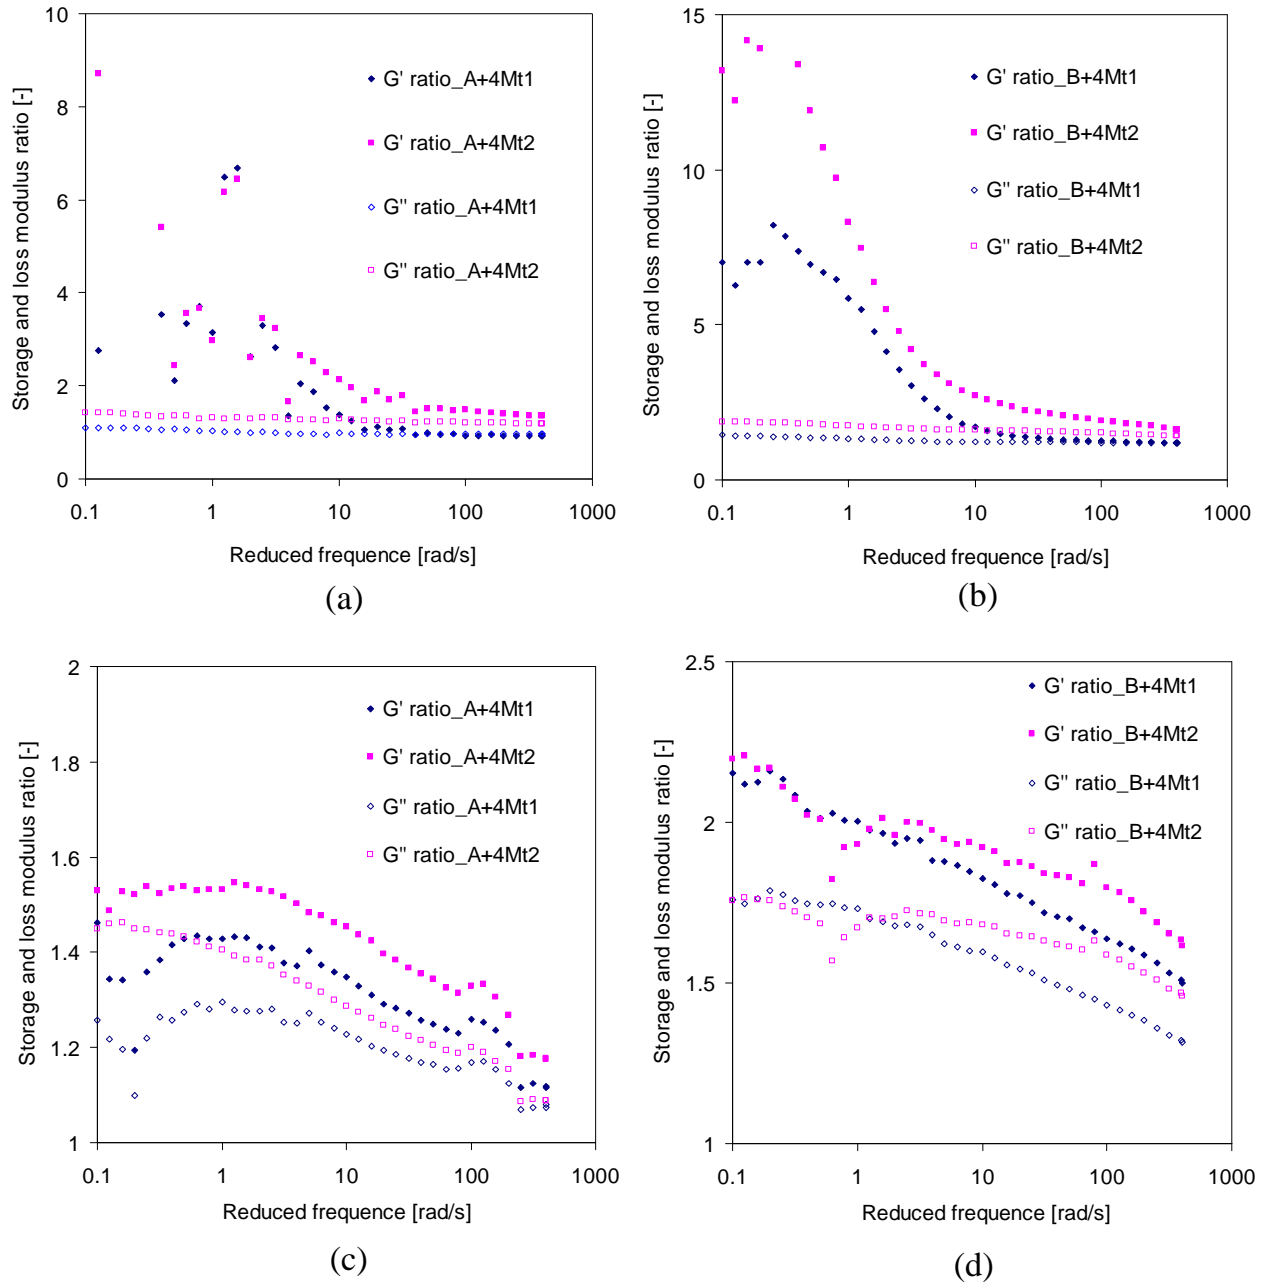 Storage and loss modulus ratio [-]
10
8
6
4
2
0
0.1
1
10
100
1000
Reduced frequence [rad/s]
G' ratio_A+4Mt1
G' ratio_A+4Mt2
G'' ratio_A+4Mt1
G'' ratio_A+4Mt2
(a)
Storage and loss modulus ratio [-]
15
10
5
0
0.1
1
10
100
1000
Reduced frequence [rad/s]
G' ratio_B+4Mt1
G' ratio_B+4Mt2
G'' ratio_B+4Mt1
G'' ratio_B+4Mt2
(b)
Storage and loss modulus ratio [-]
2
1.8
1.6
1.4
1.2
1
0.1
1
10
100
1000
Reduced frequence [rad/s]
G' ratio_A+4Mt1
G' ratio_A+4Mt2
G'' ratio_A+4Mt1
G'' ratio_A+4Mt2
(c)
Storage and loss modulus ratio [-]
2.5
2
1.5
1
0.1
1
10
100
1000
Reduced frequence [rad/s]
G' ratio_B+4Mt1
G' ratio_B+4Mt2
G'' ratio_B+4Mt1
G'' ratio_B+4Mt2
(d)